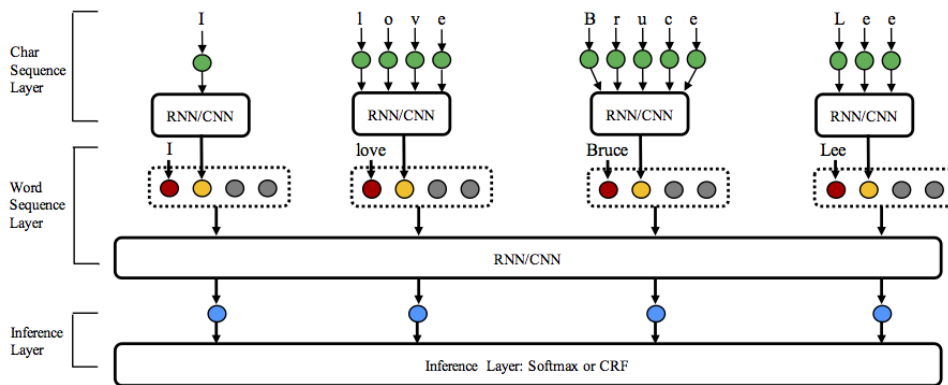 I
l o v e
B r u c e
L e e
Char
Sequence
Layer
RNN/CNN
RNN/CNN
RNN/CNN
RNN/CNN
I
love
Bruce
Lee
Word
Sequence
Layer
RNN/CNN
Inference
Layer
Inference Layer: Softmax or CRF